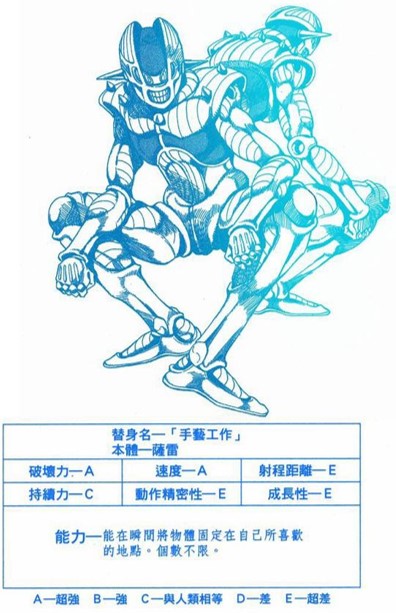 替身名—「手藝工作」
本體—薩雷
破壞力—A 速度—A 射程距離—E
持續力—C 動作精密性—E 成長性—E
能力—能在瞬間將物體固定在自己所喜歡
的地點。個數不限。
A—超強 B—強 C—與人類相等 D—差 E—超差